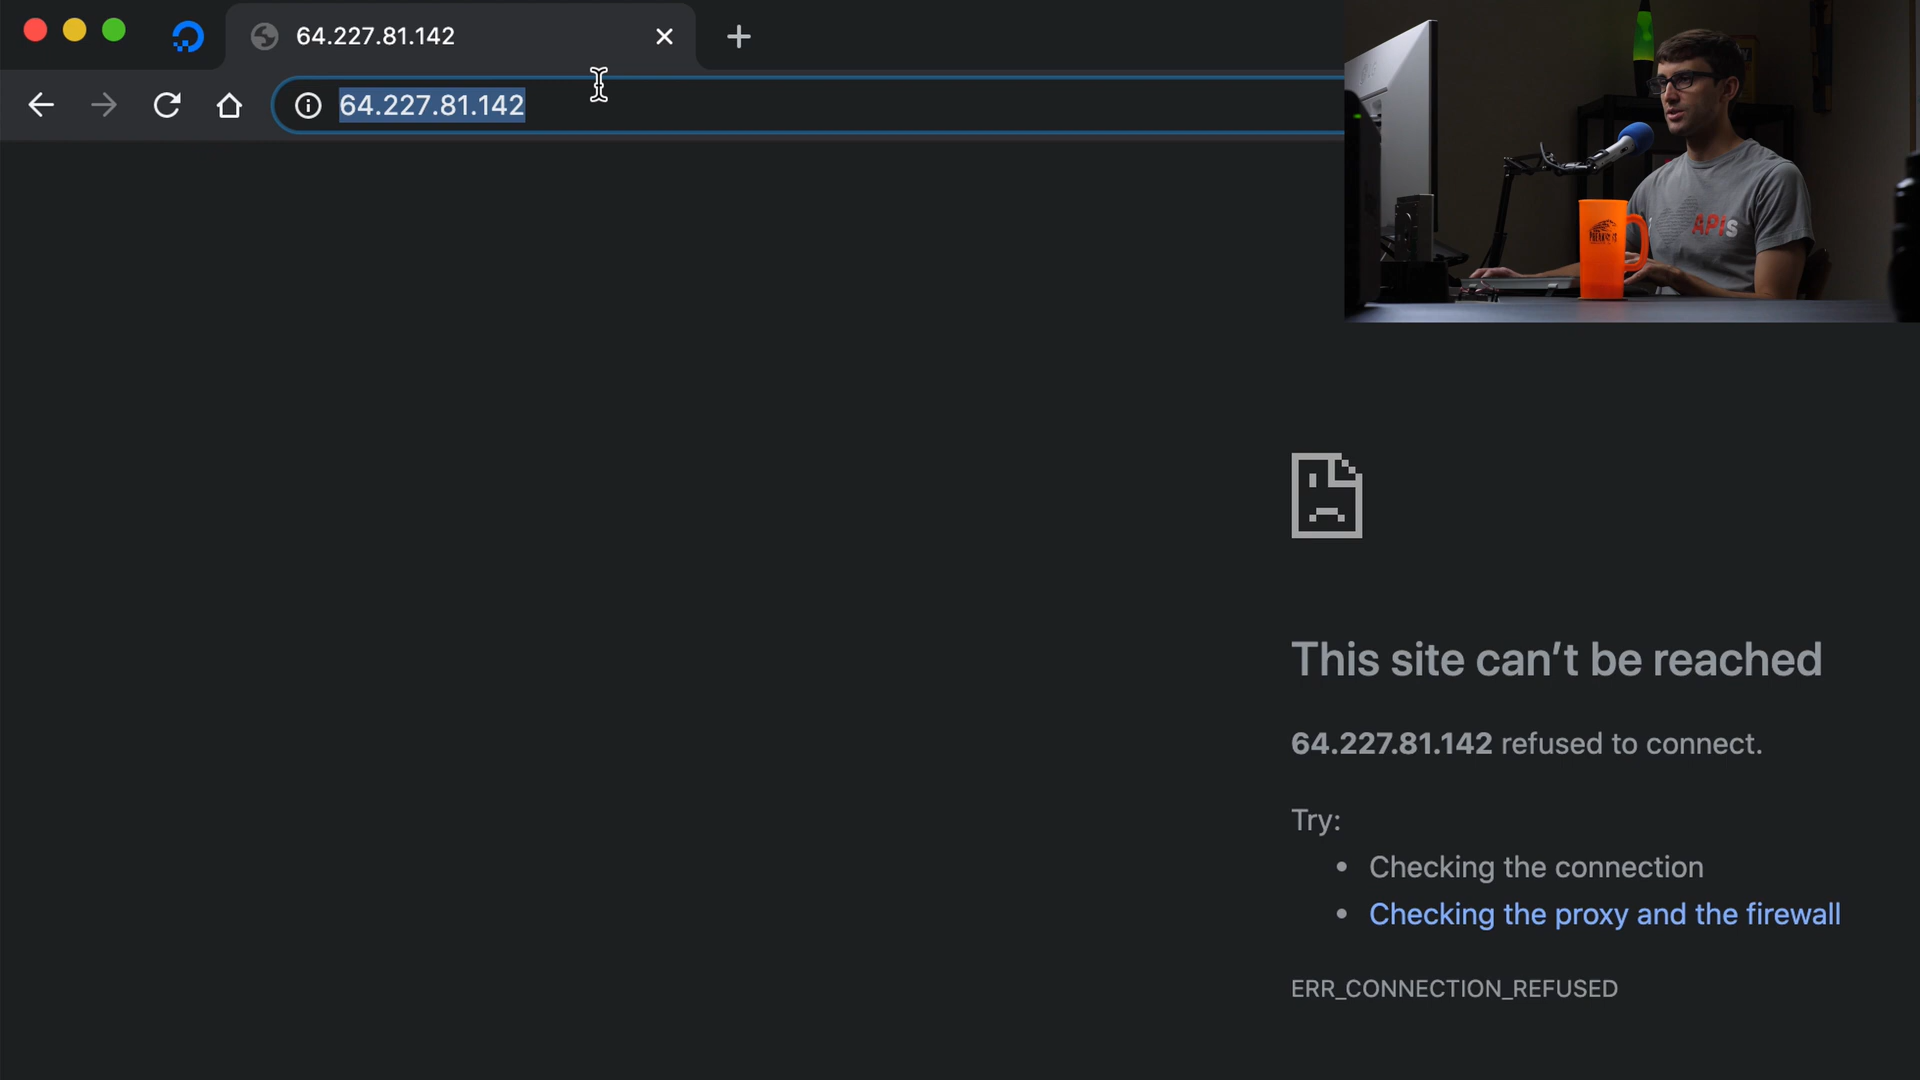 64.227.81.142
64.227.81.142
APIs
This site can’t be reached
64.227.81.142 refused to connect.
Try:
• Checking the connection
• Checking the proxy and the firewall
ERR_CONNECTION_REFUSED